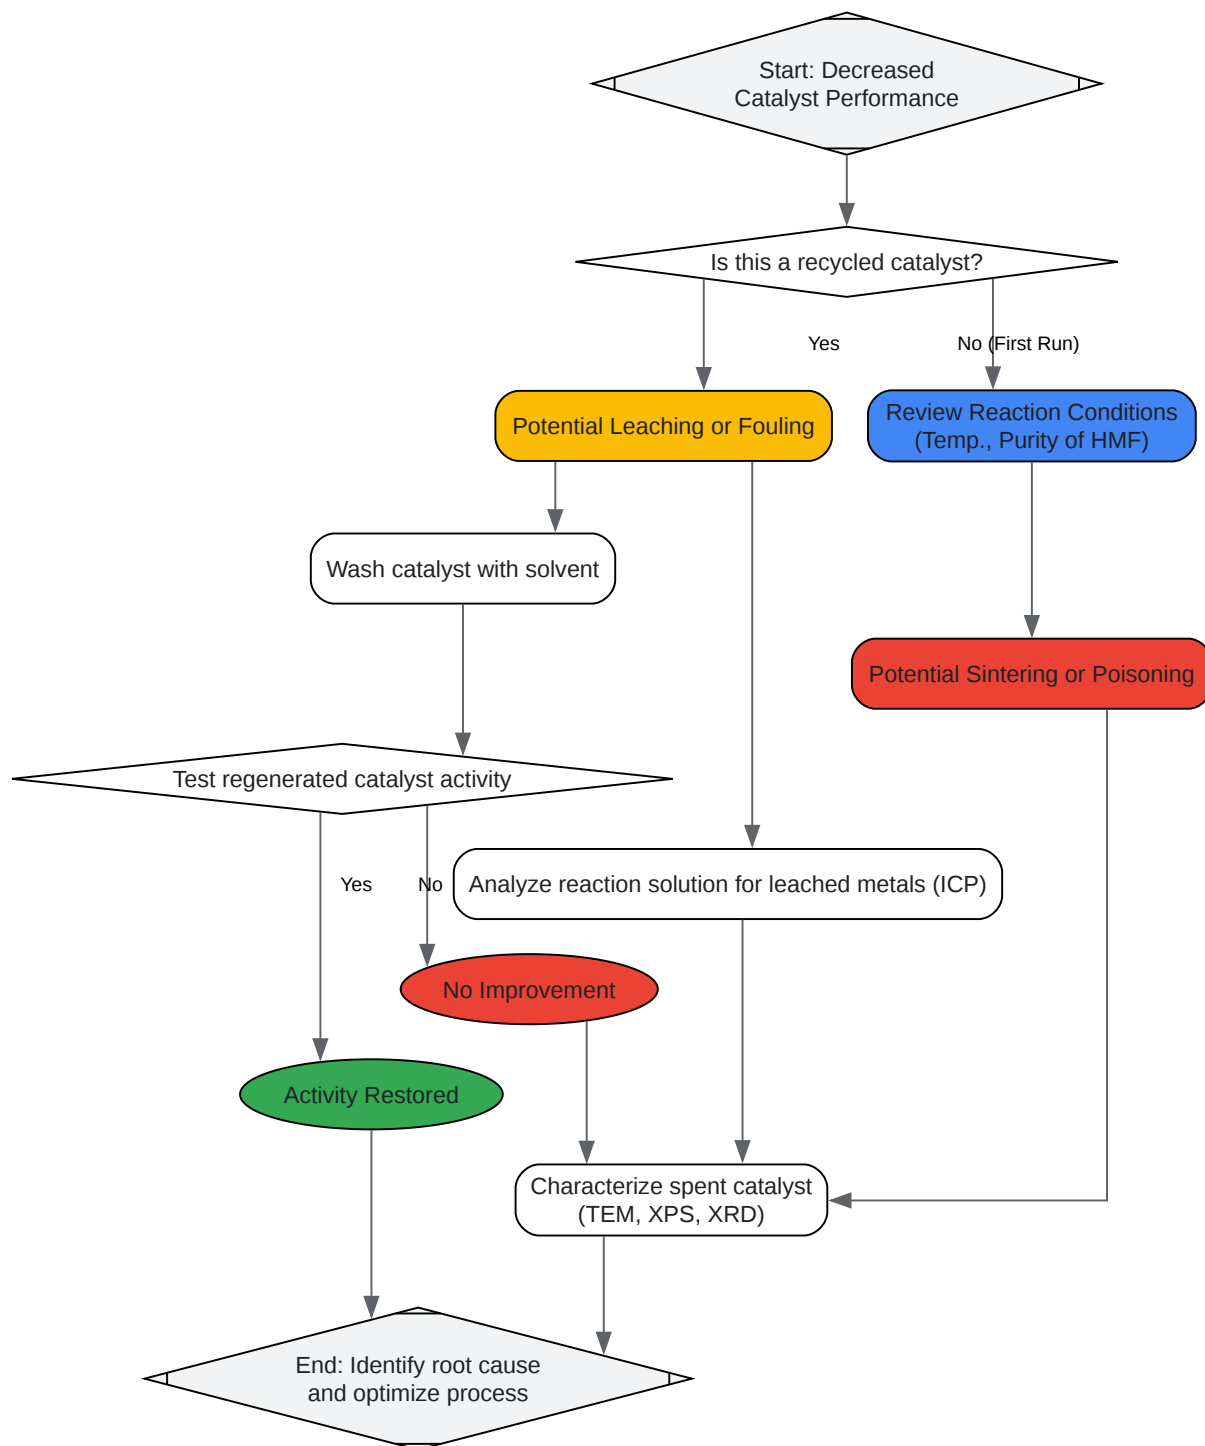 Start: Decreased
Catalyst Performance
Is this a recycled catalyst?
Yes
No (First Run)
Potential Leaching or Fouling
Review Reaction Conditions
(Temp., Purity of HMF)
Wash catalyst with solvent
Potential Sintering or Poisoning
Test regenerated catalyst activity
Yes
No
Analyze reaction solution for leached metals (ICP)
No Improvement
Activity Restored
Characterize spent catalyst
(TEM, XPS, XRD)
End: Identify root cause
and optimize process